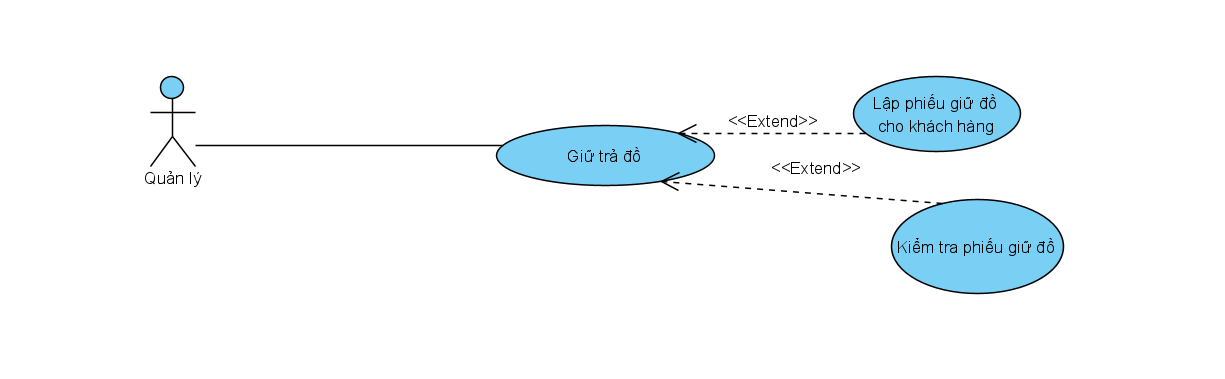 Quản lý
Giữ trả đồ
<<Extend>>
Lập phiếu giữ đồ
cho khách hàng
<<Extend>>
Kiểm tra phiếu giữ đồ